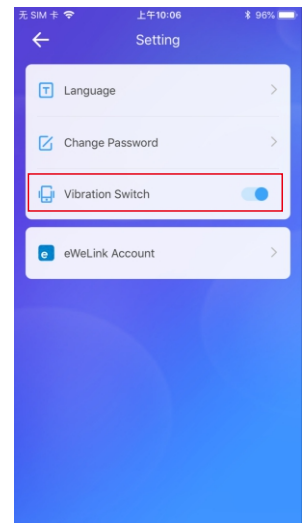 无 SIM 卡 上午10:06 96%
Setting
Language
Change Password
Vibration Switch
eWeLink Account